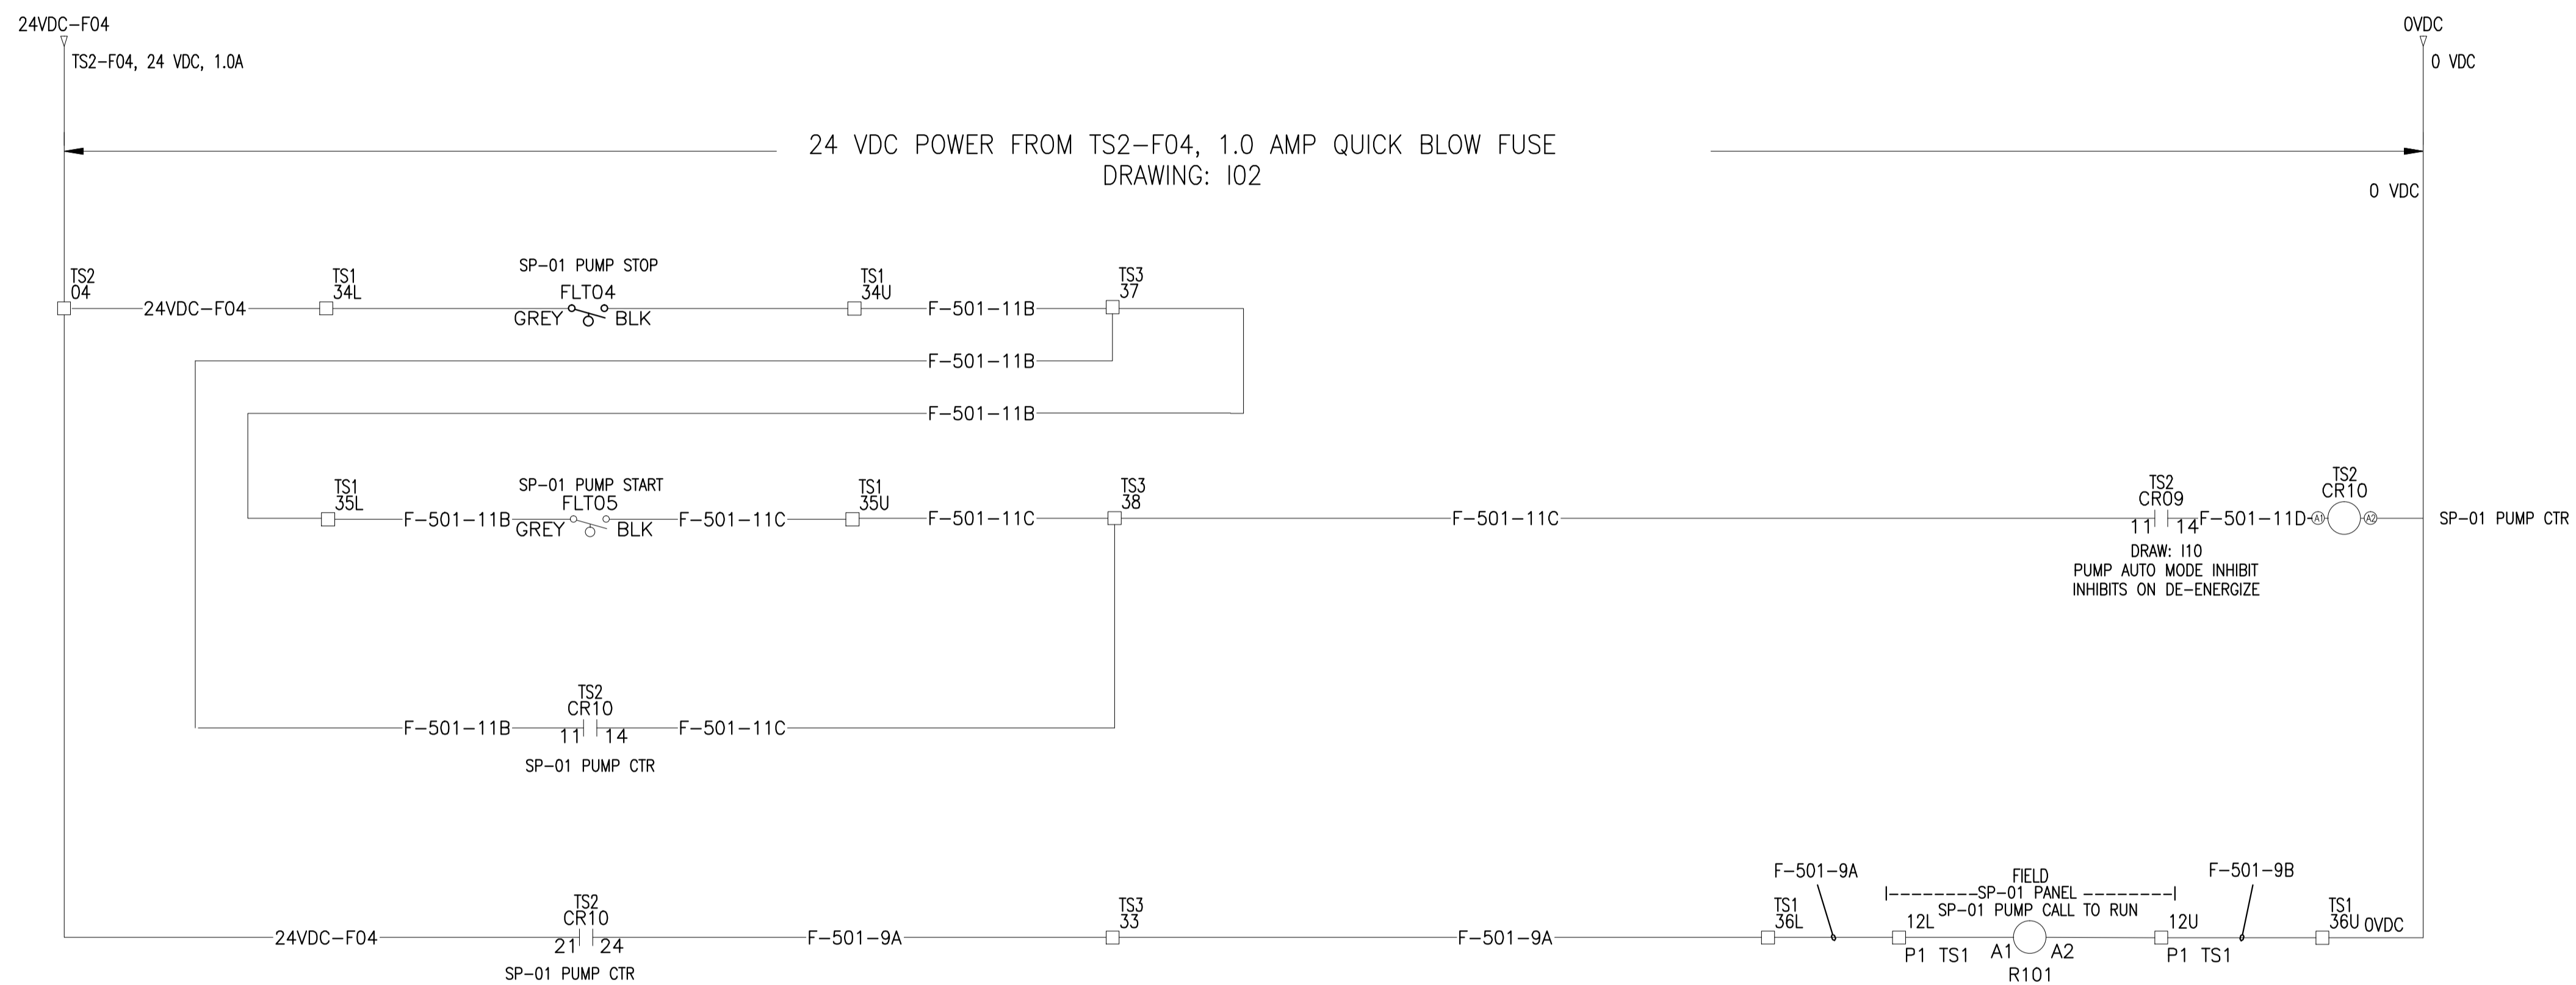 24VDC-F04
0VDC
TS2-F04, 24 VDC, 1.0A
0 VDC
24 VDC POWER FROM TS2-F04, 1.0 AMP QUICK BLOW FUSE
DRAWING: I02
0 VDC
SP-01 PUMP STOP
TS2
04
TS1
34L
FLT04
TS1
34U
TS3
37
24VDC-F04
GREY
BLK
F-501-11B
F-501-11B
F-501-11B
SP-01 PUMP START
TS1
35L
FLT05
TS1
35U
TS3
38
TS2
CR09
TS2
CR10
F-501-11B
GREY
BLK
F-501-11C
F-501-11C
F-501-11C
11
14
F-501-11D
A1
A2
SP-01 PUMP CTR
DRAW: I10
PUMP AUTO MODE INHIBIT
INHIBITS ON DE-ENERGIZE
TS2
CR10
F-501-11B
11
14
F-501-11C
SP-01 PUMP CTR
F-501-9A
FIELD
F-501-9B
SP-01 PANEL
SP-01 PUMP CALL TO RUN
TS2
CR10
TS3
33
TS1
36L
12L
12U
TS1
36U
0VDC
24VDC-F04
21
24
F-501-9A
F-501-9A
P1 TS1
A1
A2
P1 TS1
R101
SP-01 PUMP CTR